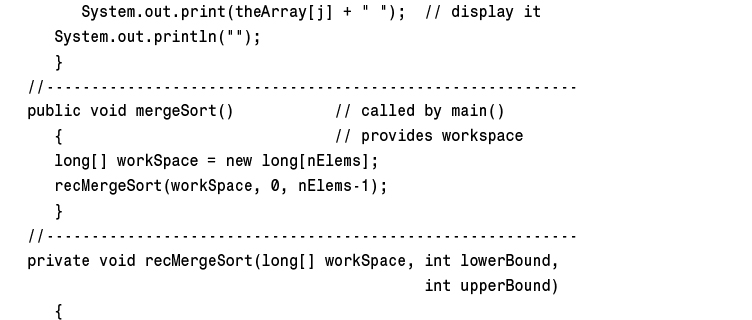 System.out.print(theArray[j] + " ");  // display it
System.out.println("");
}
//-----------------------------------------------------------
public void mergeSort()           // called by main()
{                              // provides workspace
long[] workSpace = new long[nElems];
recMergeSort(workSpace, 0, nElems-1);
}
//-----------------------------------------------------------
private void recMergeSort(long[] workSpace, int lowerBound,
int upperBound)
{